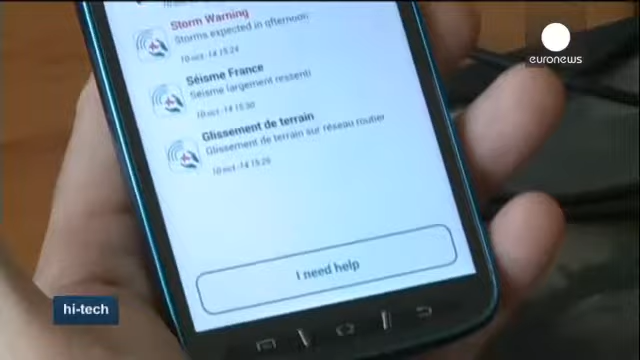 Storm Warning
Storms expected in afternoon
10-oct.-14 15:24
Séisme France
Séisme largement ressenti
10-oct.-14 15:30
Glissement de terrain
Glissement de terrain sur réseau routier
10-oct.-14 15:26
I need help
euronews
hi-tech